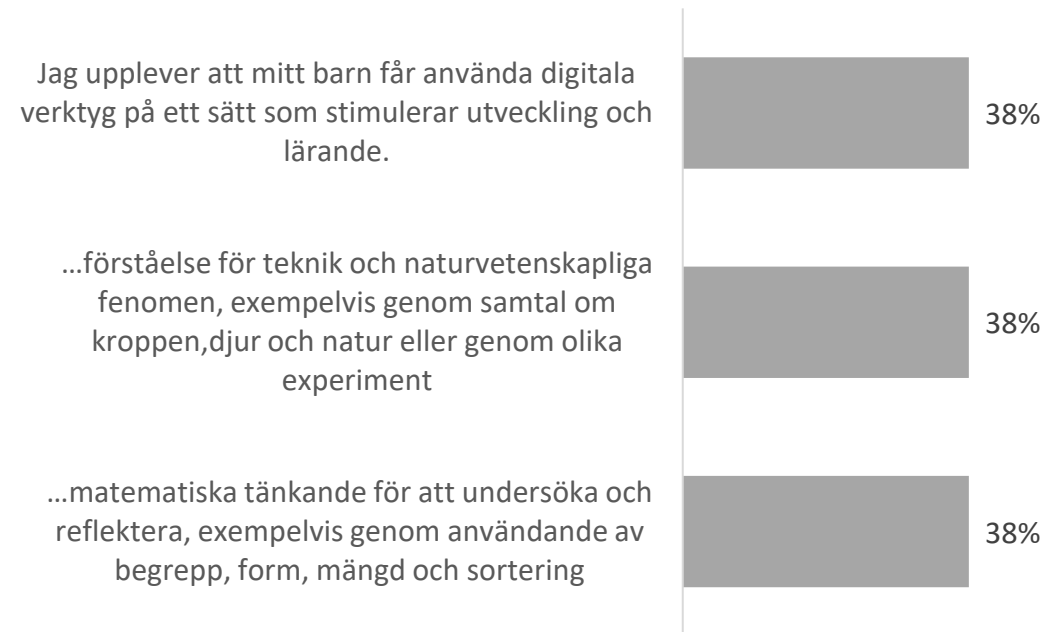 Jag upplever att mitt barn får använda digitala
verktyg på ett sätt som stimulerar utveckling och
lärande.
38%
…förståelse för teknik och naturvetenskapliga
fenomen, exempelvis genom samtal om
kroppen,djur och natur eller genom olika
experiment
38%
…matematiska tänkande för att undersöka och
reflektera, exempelvis genom användande av
begrepp, form, mängd och sortering
38%